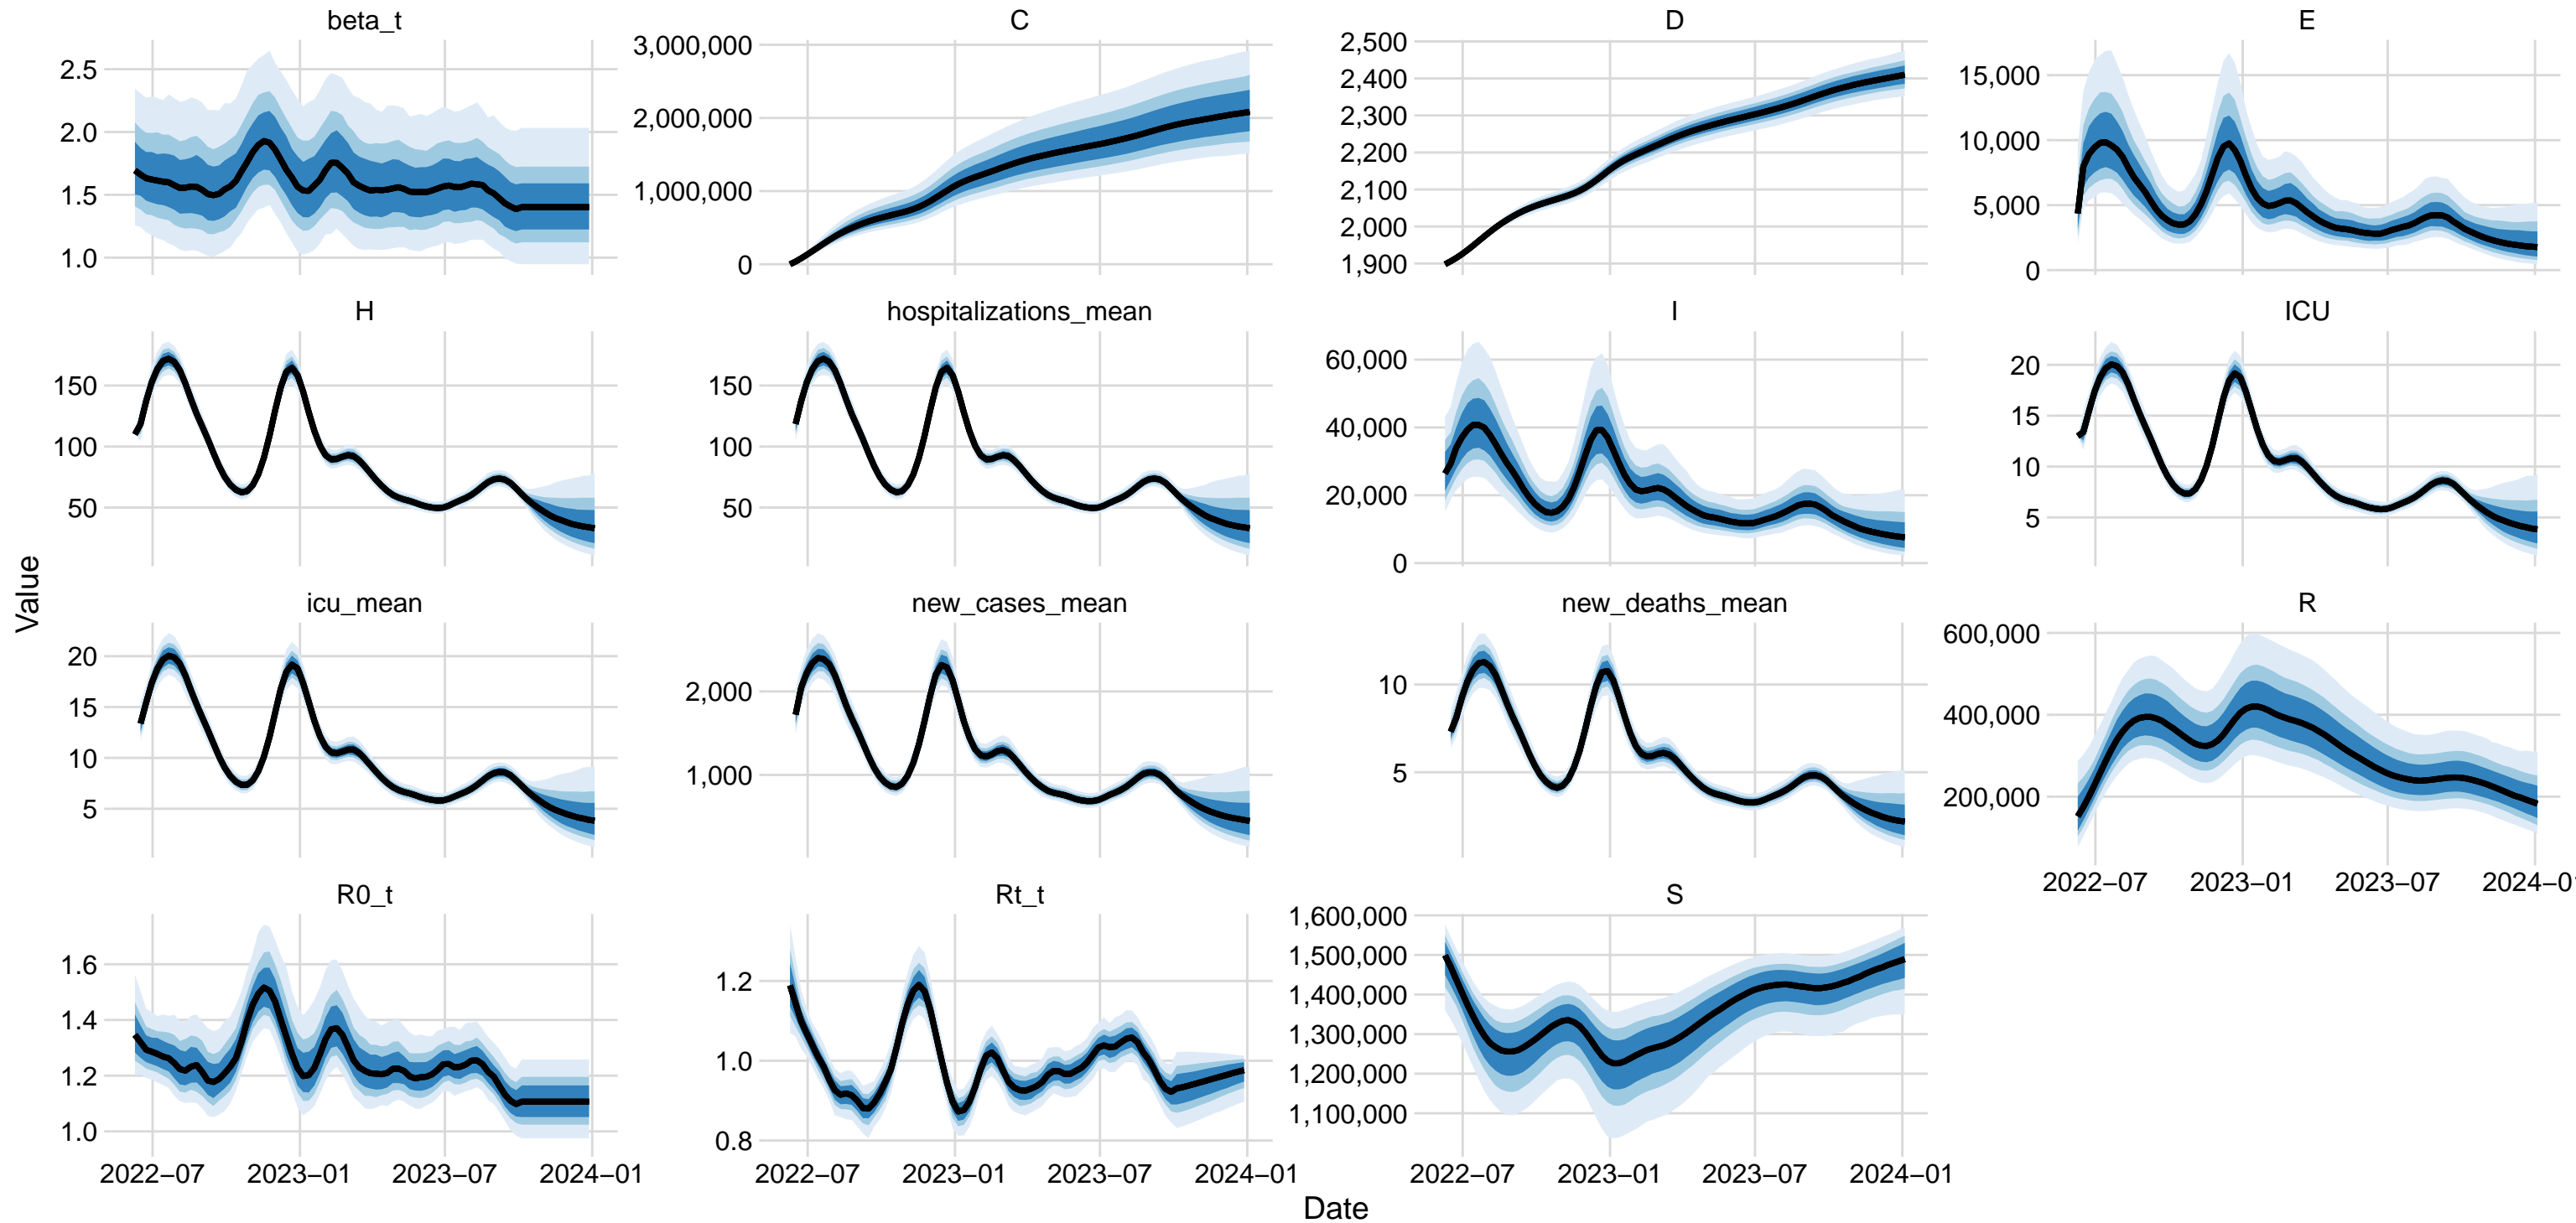 beta_t
C
D
E
2.5
2.0
1.5
1.0
3,000,000
2,000,000
1,000,000
0
2,500
2,400
2,300
2,200
2,100
2,000
1,900
15,000
10,000
5,000
0
H
hospitalizations_mean
I
ICU
150
100
50
150
100
50
60,000
40,000
20,000
0
20
15
10
5
Value
icu_mean
new_cases_mean
new_deaths_mean
R
20
15
10
5
2,000
1,000
10
5
600,000
400,000
200,000
2022−07 2023−01 2023−07 2024−01
R0_t
Rt_t
S
1.6
1.4
1.2
1.0
1.2
1.0
0.8
1,600,000
1,500,000
1,400,000
1,300,000
1,200,000
1,100,000
2022−07 2023−01 2023−07 2024−01
2022−07 2023−01 2023−07 2024−01
2022−07 2023−01 2023−07 2024−01
Date